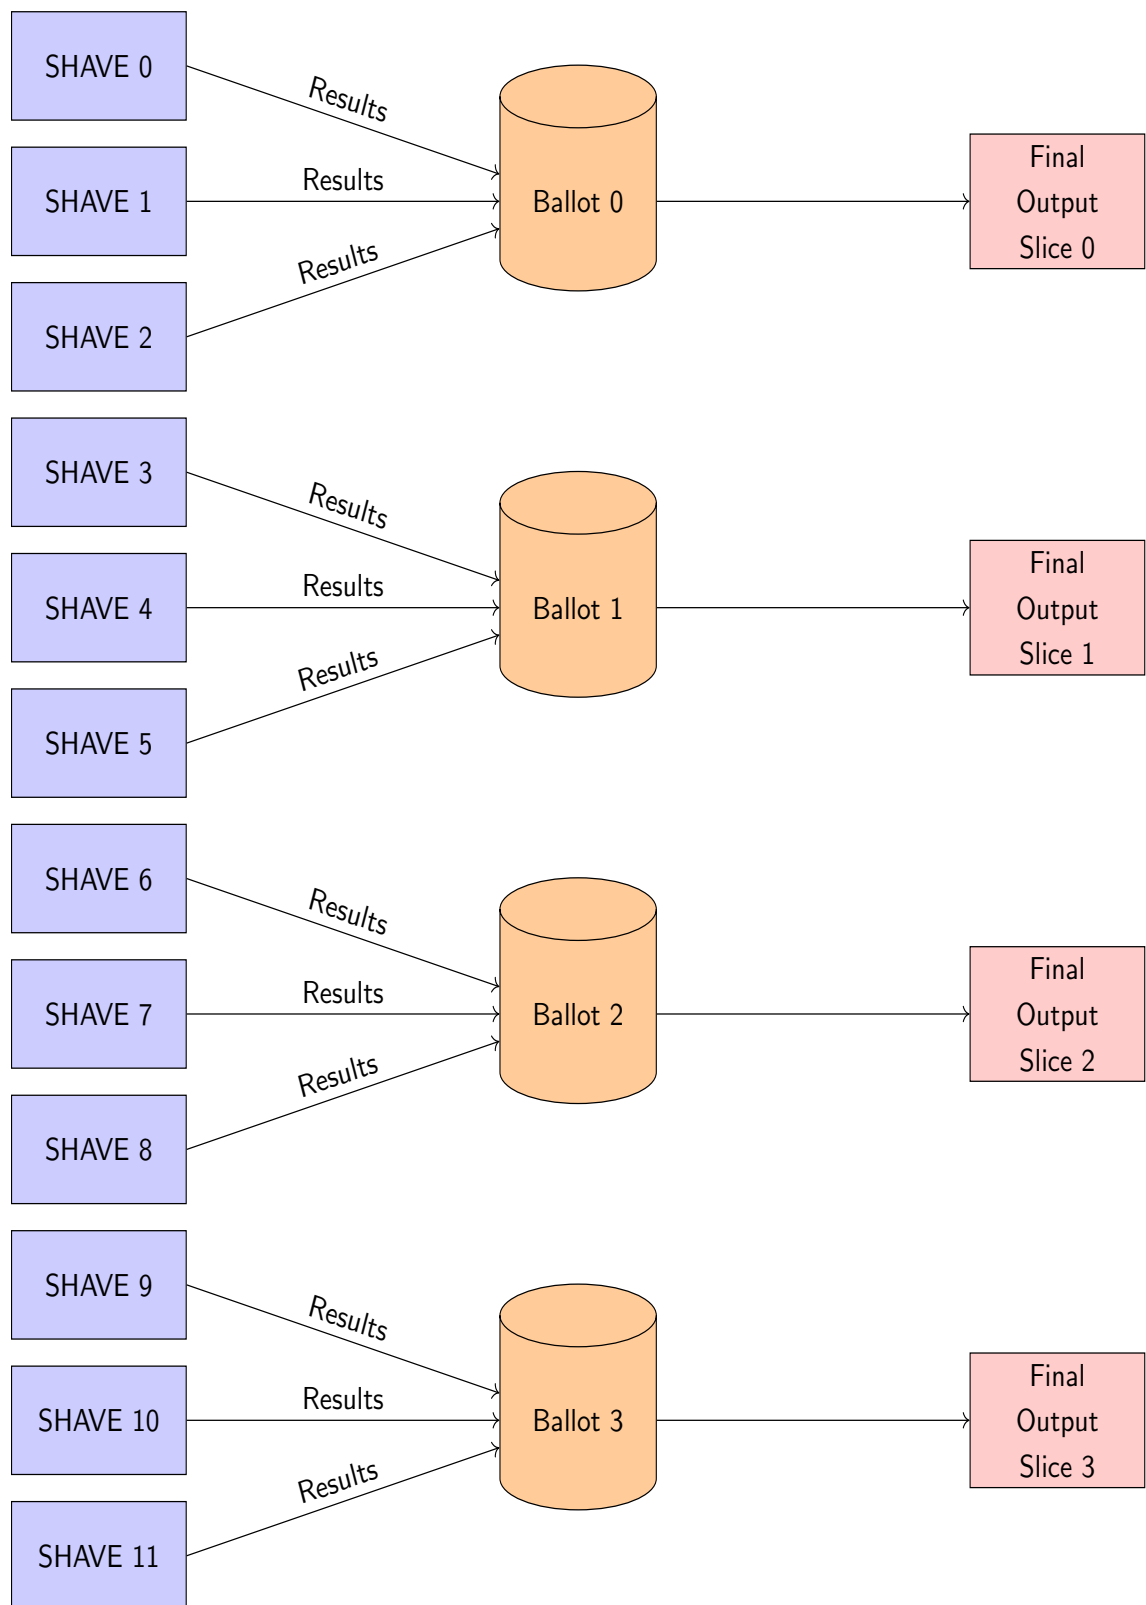 SHAVE 0
Results
SHAVE 1
Results
Ballot 0
Final
Output
Slice 0
Results
SHAVE 2
SHAVE 3
Results
SHAVE 4
Results
Ballot 1
Final
Output
Slice 1
Results
SHAVE 5
SHAVE 6
Results
SHAVE 7
Results
Ballot 2
Final
Output
Slice 2
Results
SHAVE 8
SHAVE 9
Results
SHAVE 10
Results
Ballot 3
Final
Output
Slice 3
Results
SHAVE 11